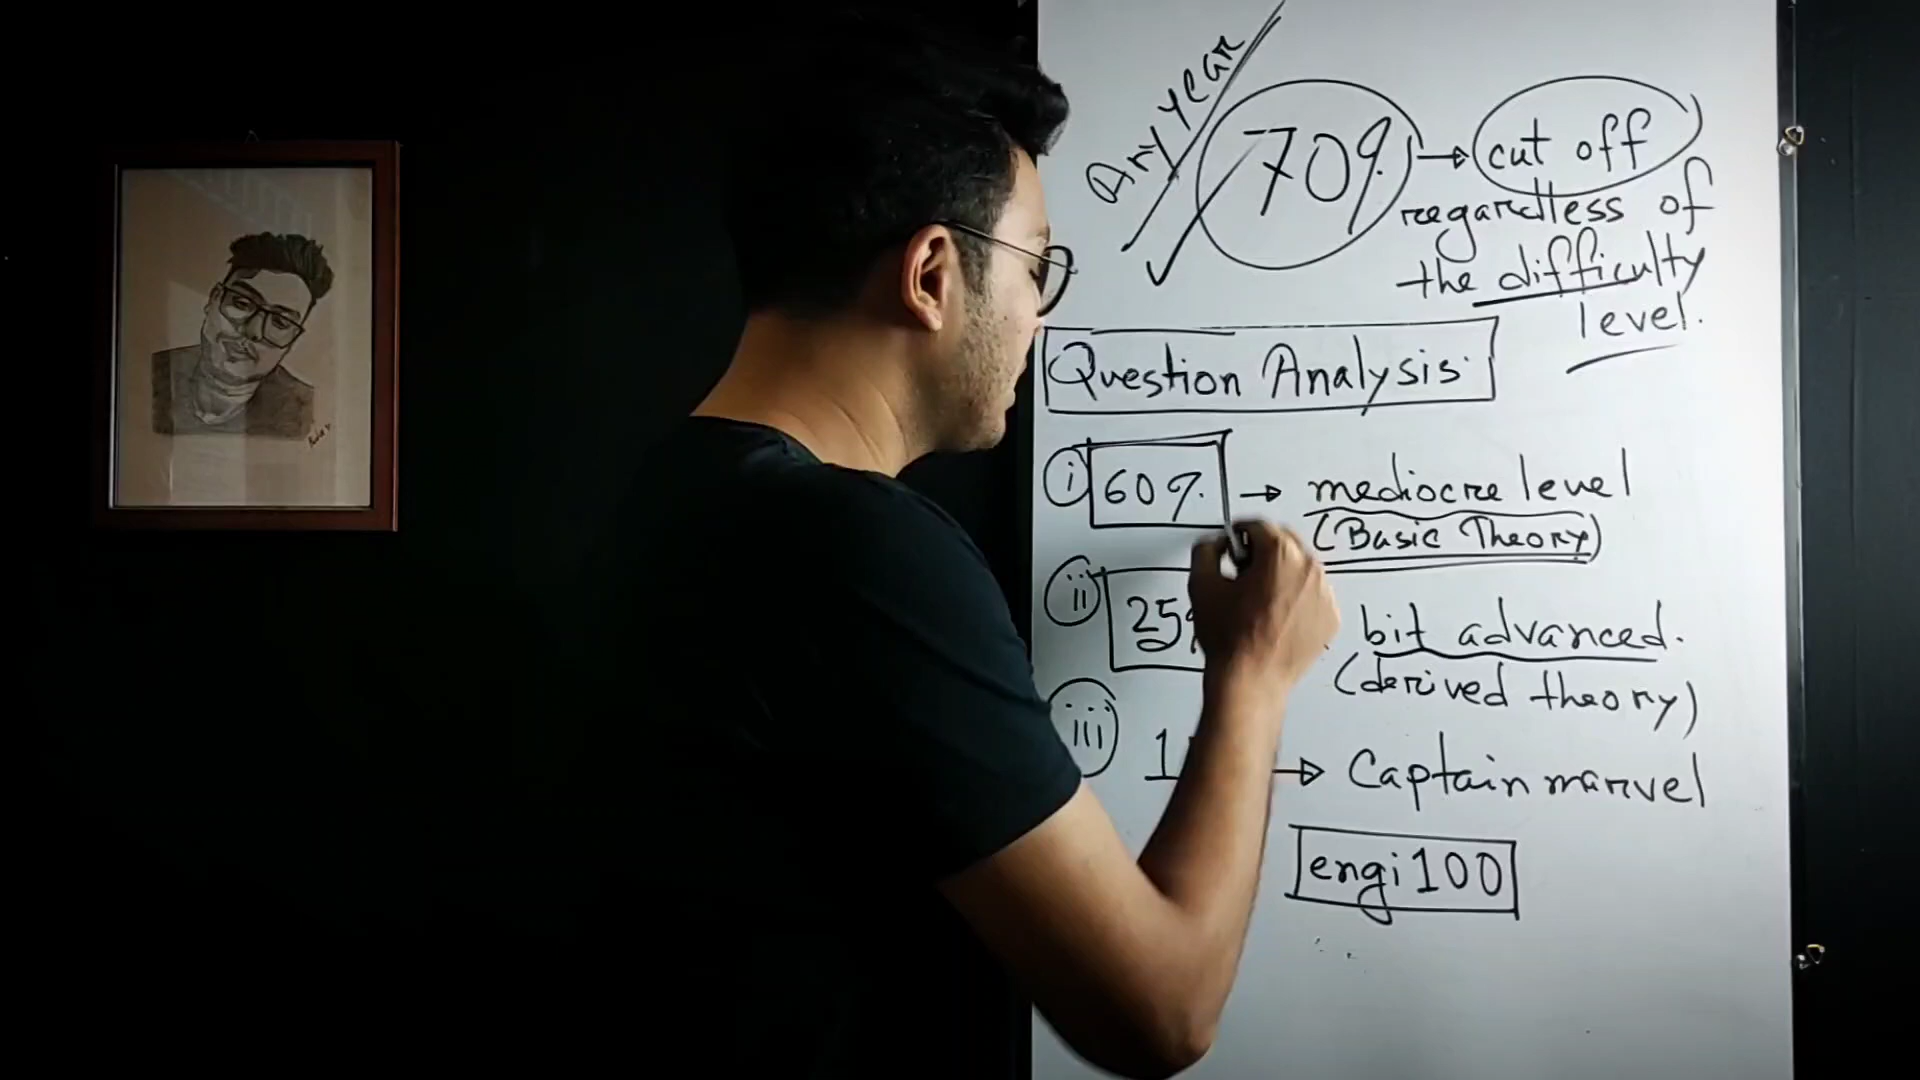 Any year
70% → cut off
regardless of
the difficulty
level.
Question Analysis
i 60% → mediocre level
(Basic Theory)
ii 25% bit advanced.
(derived theory)
iii → Captain marvel
engi100